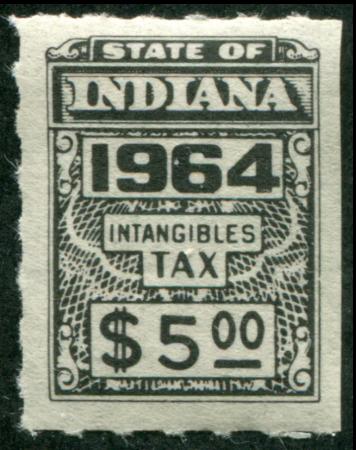 STATE OF
INDIANA
1964
INTANGIBLES
TAX
$5.00